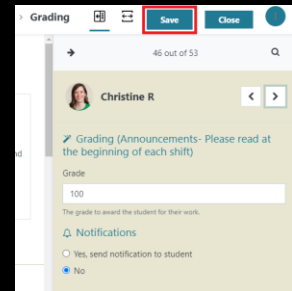 Grading
Save
Close
46 out of 53
Christine R
Grading (Announcements- Please read at
the beginning of each shift)
Grade
100
The grade to award the student for their work.
Notifications
Yes, send notification to student
No